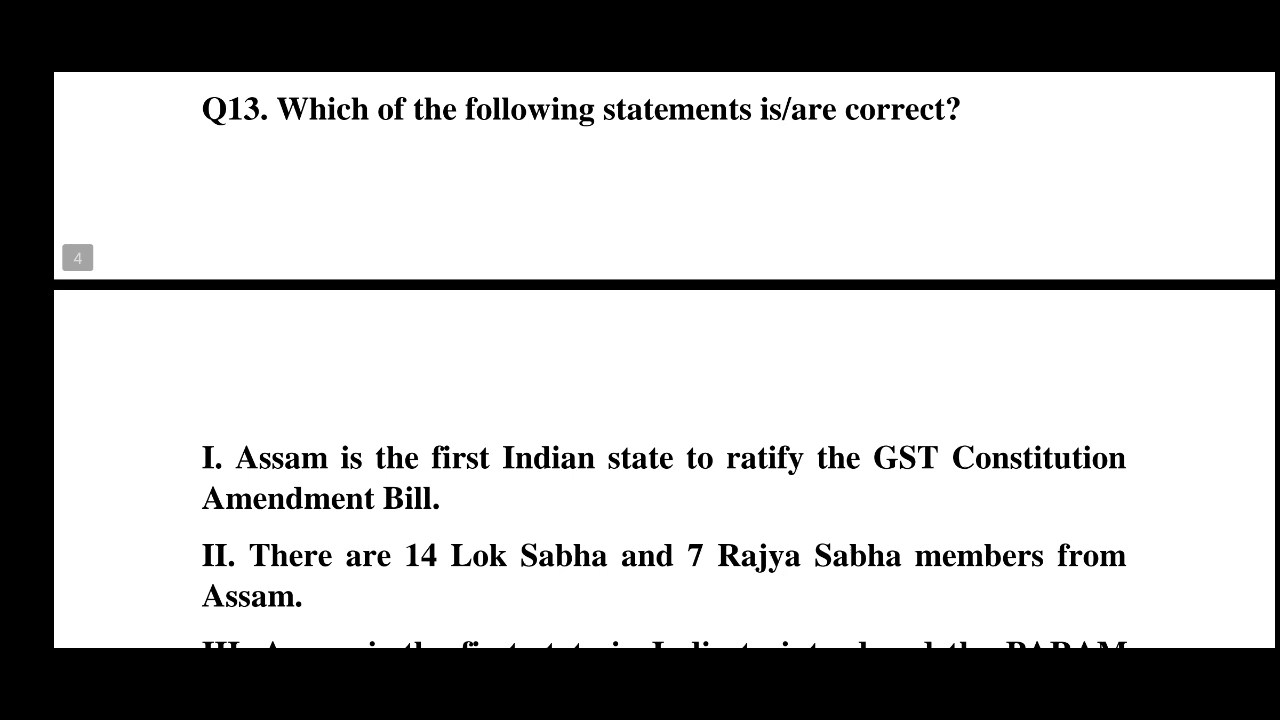 Q13. Which of the following statements is/are correct?
4
I. Assam is the first Indian state to ratify the GST Constitution
Amendment Bill.
II. There are 14 Lok Sabha and 7 Rajya Sabha members from
Assam.